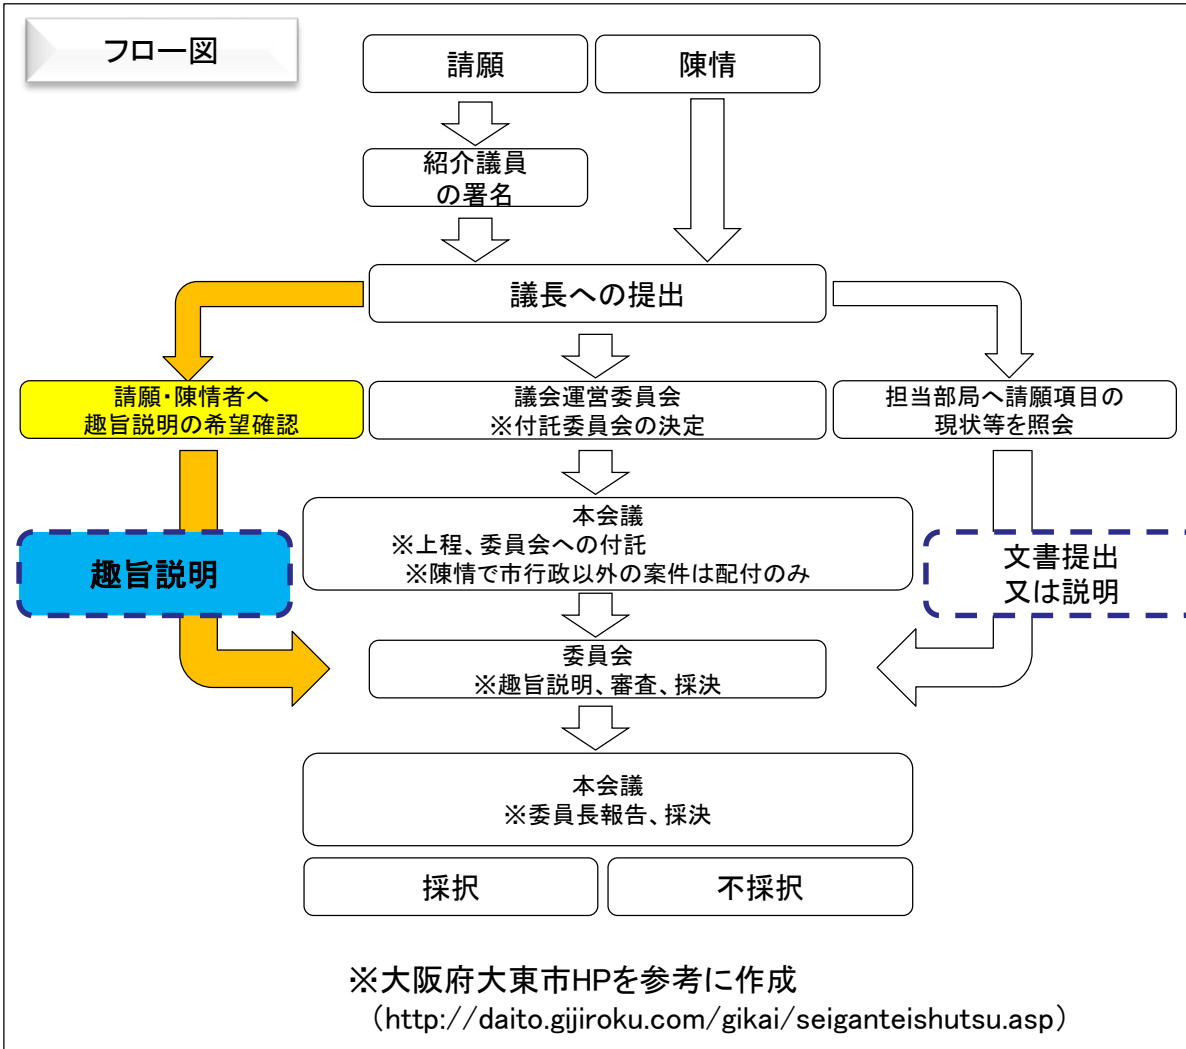 フロー図
請願
陳情
紹介議員
の署名
議長への提出
請願・陳情者へ
趣旨説明の希望確認
議会運営委員会
※付託委員会の決定
担当部局へ請願項目の
現状等を照会
本会議
※上程、委員会への付託
※陳情で市行政以外の案件は配付のみ
趣旨説明
文書提出
又は説明
委員会
※趣旨説明、審査、採決
本会議
※委員長報告、採決
採択
不採択
※大阪府大東市HPを参考に作成
（http://daito.gijiroku.com/gikai/seiganteishutsu.asp）